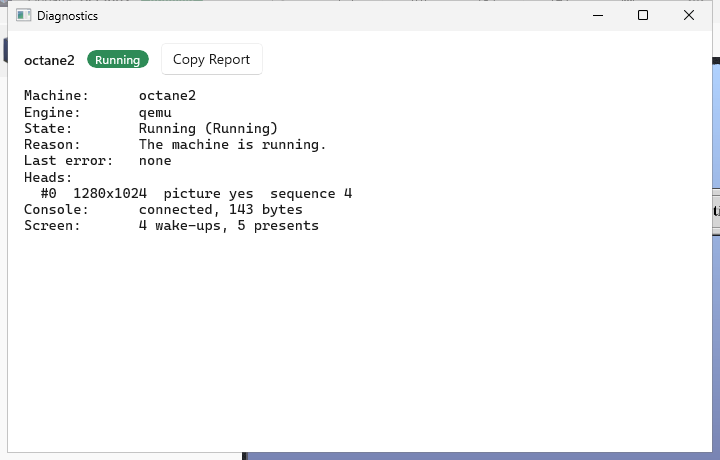 Diagnostics
octane2 Running Copy Report
Machine: octane2
Engine: qemu
State: Running (Running)
Reason: The machine is running.
Last error: none
Heads:
#0 1280x1024 picture yes sequence 4
Console: connected, 143 bytes
Screen: 4 wake-ups, 5 presents